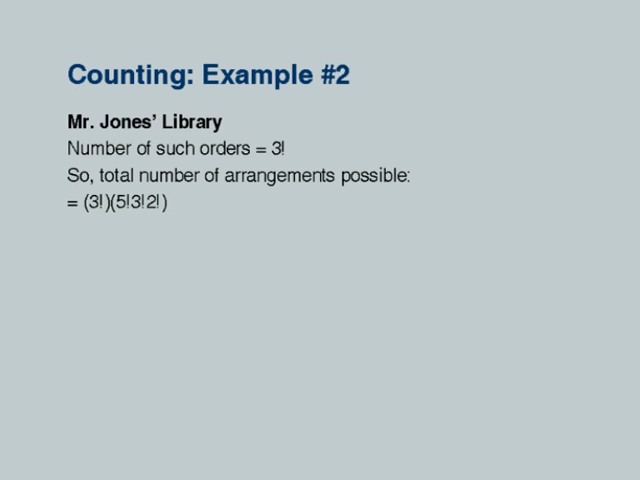 Counting: Example #2
Mr. Jones’ Library
Number of such orders = 3!
So, total number of arrangements possible:
= (3!)(5!3!2!)